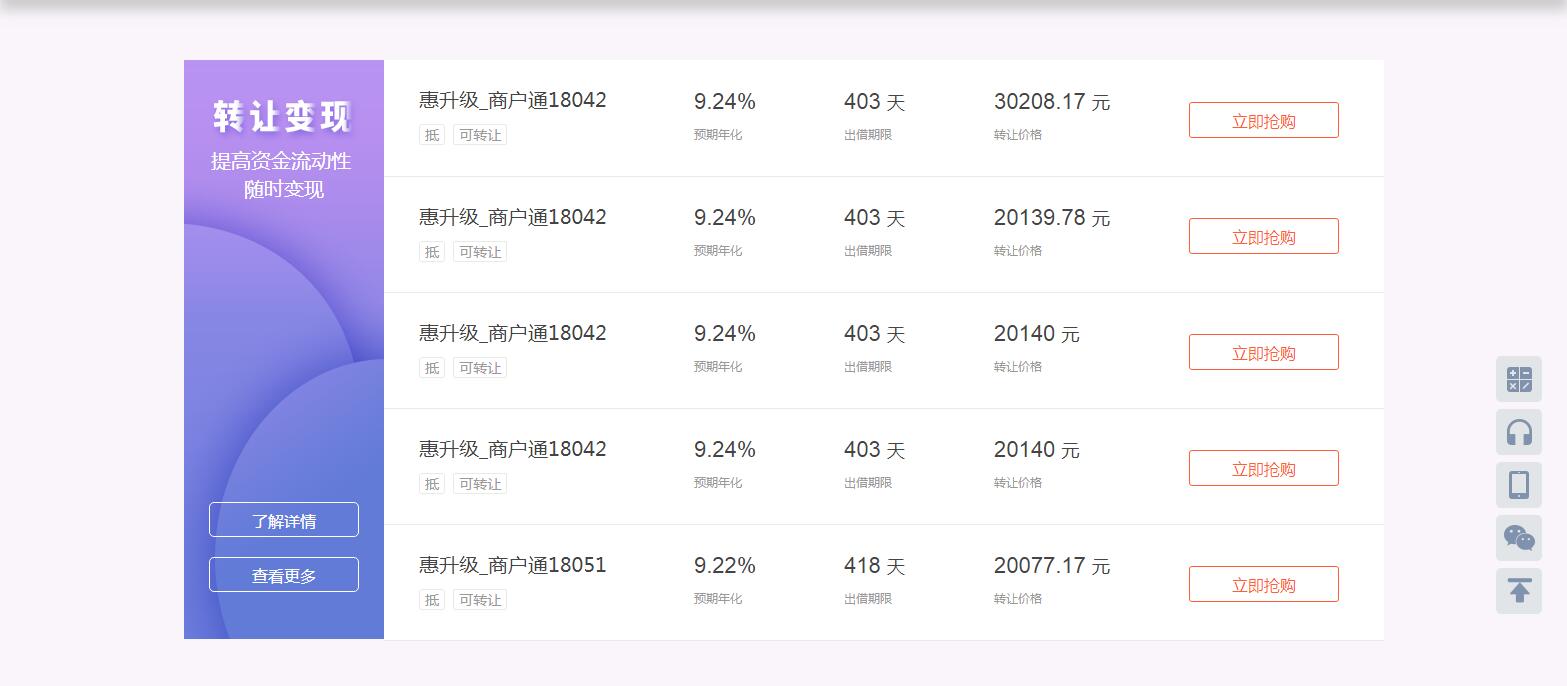 转让变现
提高资金流动性
随时变现
了解详情
查看更多
惠升级_商户通18042 9.24% 403 天 30208.17 元 立即抢购
抵 可转让 预期年化 出借期限 转让价格
惠升级_商户通18042 9.24% 403 天 20139.78 元 立即抢购
抵 可转让 预期年化 出借期限 转让价格
惠升级_商户通18042 9.24% 403 天 20140 元 立即抢购
抵 可转让 预期年化 出借期限 转让价格
惠升级_商户通18042 9.24% 403 天 20140 元 立即抢购
抵 可转让 预期年化 出借期限 转让价格
惠升级_商户通18051 9.22% 418 天 20077.17 元 立即抢购
抵 可转让 预期年化 出借期限 转让价格